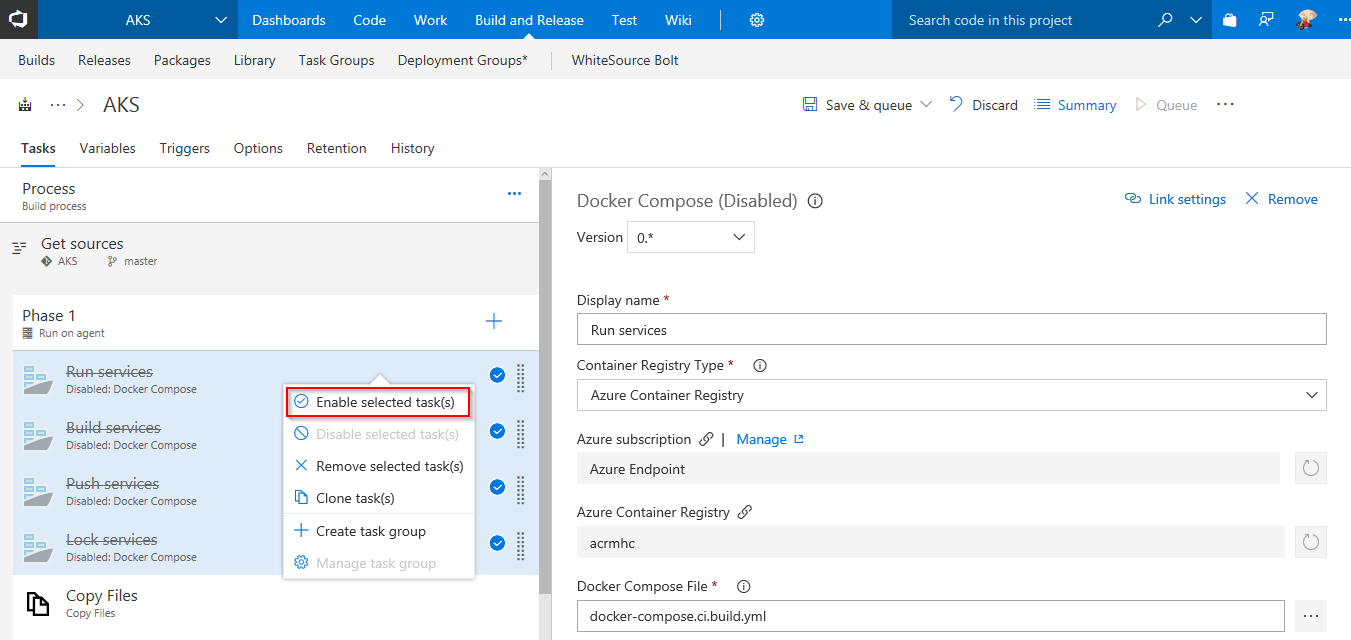 AKS Dashboards Code Work Build and Release Test Wiki Search code in this project
Builds Releases Packages Library Task Groups Deployment Groups* WhiteSource Bolt
··· AKS Save & queue Discard Summary Queue ···
Tasks Variables Triggers Options Retention History
Process
Build process
Get sources
AKS master
Phase 1
Run on agent
Run services
Disabled: Docker Compose
Build services
Disabled: Docker Compose
Push services
Disabled: Docker Compose
Lock services
Disabled: Docker Compose
Copy Files
Copy Files
Enable selected task(s)
Disable selected task(s)
Remove selected task(s)
Clone task(s)
Create task group
Manage task group
Docker Compose (Disabled) Link settings Remove
Version 0.*
Display name *
Run services
Container Registry Type *
Azure Container Registry
Azure subscription | Manage
Azure Endpoint
Azure Container Registry
acrmhc
Docker Compose File *
docker-compose.ci.build.yml ...